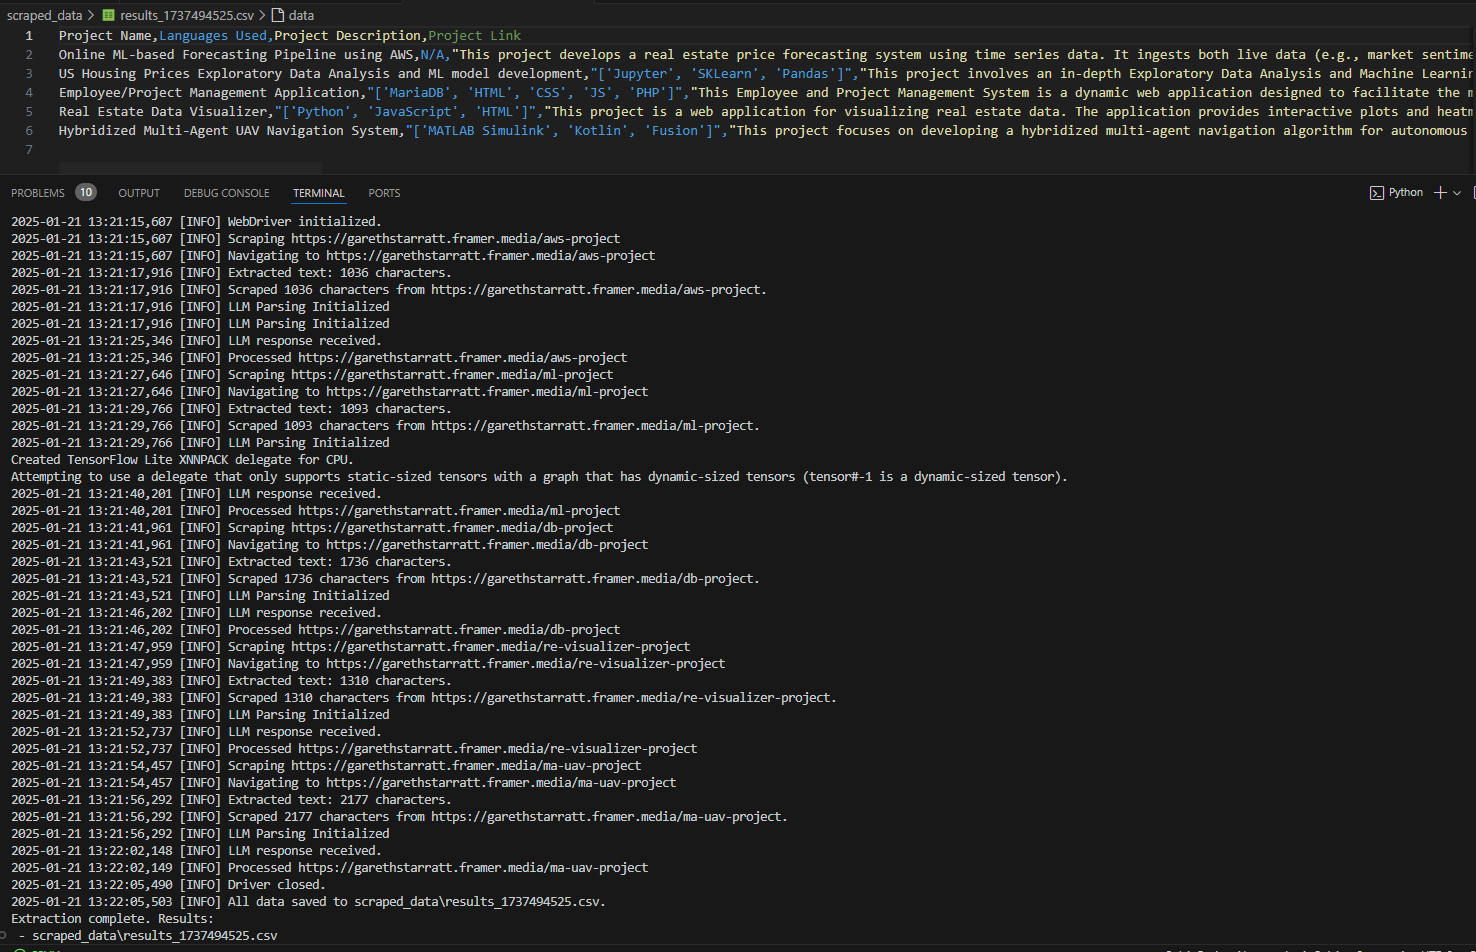 scraped_data > results_1737494525.csv > data
1 Project Name,Languages Used,Project Description,Project Link
2 Online ML-based Forecasting Pipeline using AWS,N/A,"This project develops a real estate price forecasting system using time series data. It ingests both live data (e.g., market sentime
3 US Housing Prices Exploratory Data Analysis and ML model development,"['Jupyter', 'SKLearn', 'Pandas']","This project involves an in-depth Exploratory Data Analysis and Machine Learnin
4 Employee/Project Management Application,"['MariaDB', 'HTML', 'CSS', 'JS', 'PHP']","This Employee and Project Management System is a dynamic web application designed to facilitate the m
5 Real Estate Data Visualizer,"['Python', 'JavaScript', 'HTML']","This project is a web application for visualizing real estate data. The application provides interactive plots and heatm
6 Hybridized Multi-Agent UAV Navigation System,"['MATLAB Simulink', 'Kotlin', 'Fusion']","This project focuses on developing a hybridized multi-agent navigation algorithm for autonomous
7
PROBLEMS 10 OUTPUT DEBUG CONSOLE TERMINAL PORTS Python
2025-01-21 13:21:15,607 [INFO] WebDriver initialized.
2025-01-21 13:21:15,607 [INFO] Scraping https://garethstarratt.framer.media/aws-project
2025-01-21 13:21:15,607 [INFO] Navigating to https://garethstarratt.framer.media/aws-project
2025-01-21 13:21:17,916 [INFO] Extracted text: 1036 characters.
2025-01-21 13:21:17,916 [INFO] Scraped 1036 characters from https://garethstarratt.framer.media/aws-project.
2025-01-21 13:21:17,916 [INFO] LLM Parsing Initialized
2025-01-21 13:21:17,916 [INFO] LLM Parsing Initialized
2025-01-21 13:21:25,346 [INFO] LLM response received.
2025-01-21 13:21:25,346 [INFO] Processed https://garethstarratt.framer.media/aws-project
2025-01-21 13:21:27,646 [INFO] Scraping https://garethstarratt.framer.media/ml-project
2025-01-21 13:21:27,646 [INFO] Navigating to https://garethstarratt.framer.media/ml-project
2025-01-21 13:21:29,766 [INFO] Extracted text: 1093 characters.
2025-01-21 13:21:29,766 [INFO] Scraped 1093 characters from https://garethstarratt.framer.media/ml-project.
2025-01-21 13:21:29,766 [INFO] LLM Parsing Initialized
Created TensorFlow Lite XNNPACK delegate for CPU.
Attempting to use a delegate that only supports static-sized tensors with a graph that has dynamic-sized tensors (tensor#-1 is a dynamic-sized tensor).
2025-01-21 13:21:40,201 [INFO] LLM response received.
2025-01-21 13:21:40,201 [INFO] Processed https://garethstarratt.framer.media/ml-project
2025-01-21 13:21:41,961 [INFO] Scraping https://garethstarratt.framer.media/db-project
2025-01-21 13:21:41,961 [INFO] Navigating to https://garethstarratt.framer.media/db-project
2025-01-21 13:21:43,521 [INFO] Extracted text: 1736 characters.
2025-01-21 13:21:43,521 [INFO] Scraped 1736 characters from https://garethstarratt.framer.media/db-project.
2025-01-21 13:21:43,521 [INFO] LLM Parsing Initialized
2025-01-21 13:21:46,202 [INFO] LLM response received.
2025-01-21 13:21:46,202 [INFO] Processed https://garethstarratt.framer.media/db-project
2025-01-21 13:21:47,959 [INFO] Scraping https://garethstarratt.framer.media/re-visualizer-project
2025-01-21 13:21:47,959 [INFO] Navigating to https://garethstarratt.framer.media/re-visualizer-project
2025-01-21 13:21:49,383 [INFO] Extracted text: 1310 characters.
2025-01-21 13:21:49,383 [INFO] Scraped 1310 characters from https://garethstarratt.framer.media/re-visualizer-project.
2025-01-21 13:21:49,383 [INFO] LLM Parsing Initialized
2025-01-21 13:21:52,737 [INFO] LLM response received.
2025-01-21 13:21:52,737 [INFO] Processed https://garethstarratt.framer.media/re-visualizer-project
2025-01-21 13:21:54,457 [INFO] Scraping https://garethstarratt.framer.media/ma-uav-project
2025-01-21 13:21:54,457 [INFO] Navigating to https://garethstarratt.framer.media/ma-uav-project
2025-01-21 13:21:56,292 [INFO] Extracted text: 2177 characters.
2025-01-21 13:21:56,292 [INFO] Scraped 2177 characters from https://garethstarratt.framer.media/ma-uav-project.
2025-01-21 13:21:56,292 [INFO] LLM Parsing Initialized
2025-01-21 13:22:02,148 [INFO] LLM response received.
2025-01-21 13:22:02,149 [INFO] Processed https://garethstarratt.framer.media/ma-uav-project
2025-01-21 13:22:05,490 [INFO] Driver closed.
2025-01-21 13:22:05,503 [INFO] All data saved to scraped_data\results_1737494525.csv.
Extraction complete. Results:
- scraped_data\results_1737494525.csv